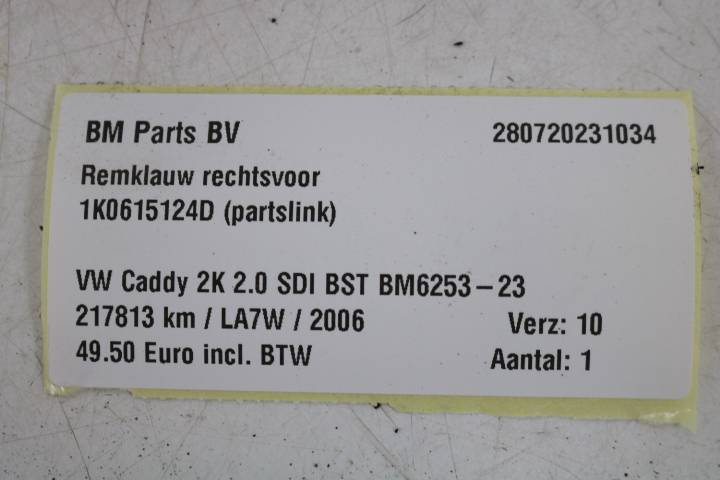 BM Parts BV 280720231034
Remklauw rechtsvoor
1K0615124D (partslink)
VW Caddy 2K 2.0 SDI BST BM6253-23
217813 km / LA7W / 2006 Verz: 10
49.50 Euro incl. BTW Aantal: 1